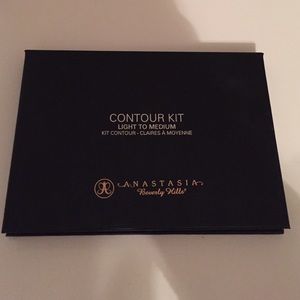 CONTOUR KIT
LIGHT TO MEDIUM
KIT CONTOUR - CLAIRES À MOYENNE
ANASTASIA
Beverly Hills®